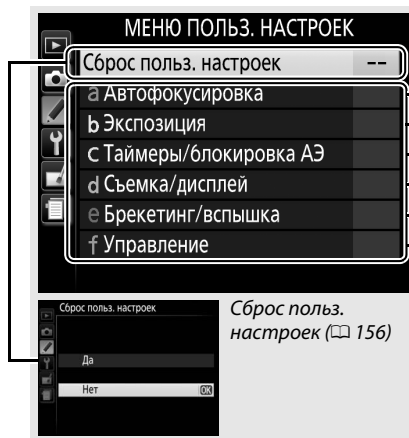 МЕНЮ ПОЛЬЗ. НАСТРОЕК
Сброс польз. настроек --
a Автофокусировка
b Экспозиция
c Таймеры/блокировка АЭ
d Съемка/дисплей
e Брекетинг/вспышка
f Управление
Сброс польз. настроек
Да
Нет OK
Сброс польз.
настроек (📖 156)